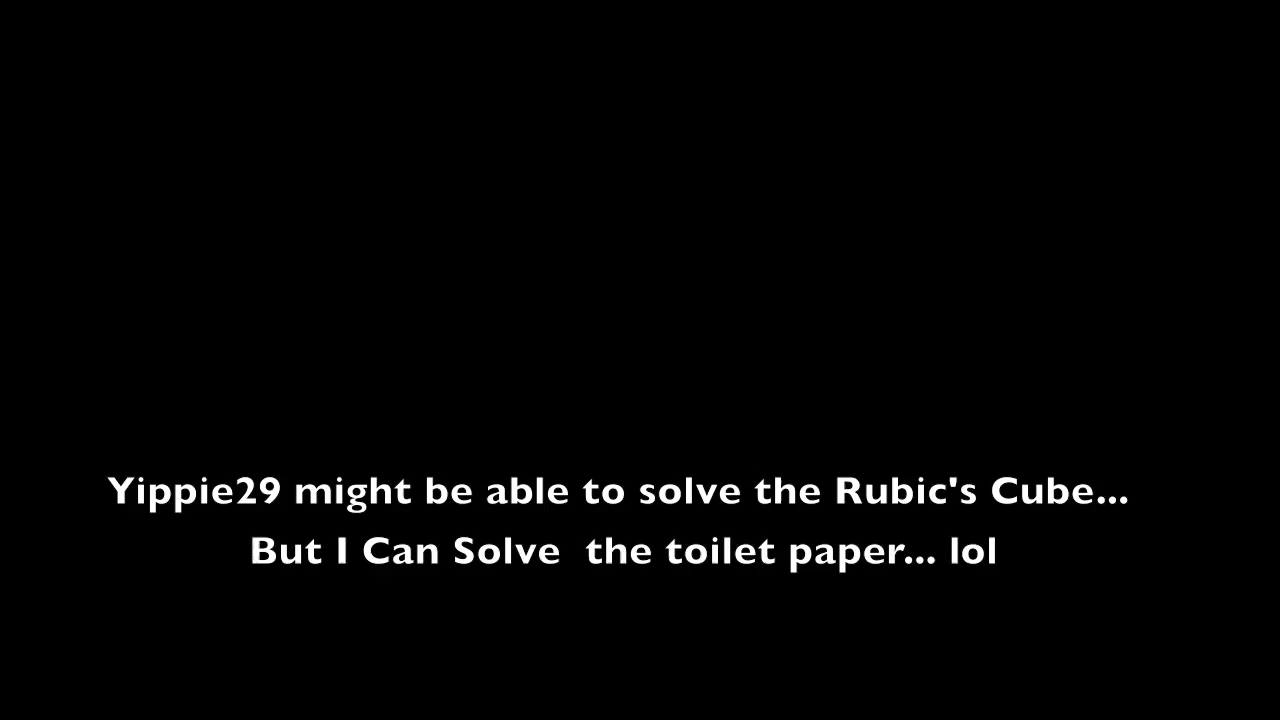 Yippie29 might be able to solve the Rubic's Cube...
But I Can Solve  the toilet paper... lol